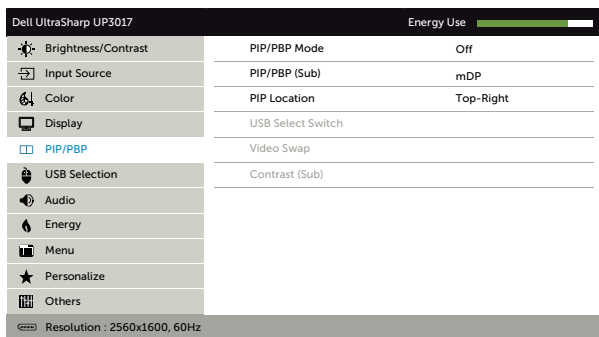 Dell UltraSharp UP3017 Energy Use
Brightness/Contrast PIP/PBP Mode Off
Input Source PIP/PBP (Sub) mDP
Color PIP Location Top-Right
Display USB Select Switch
PIP/PBP Video Swap
USB Selection Contrast (Sub)
Audio
Energy
Menu
Personalize
Others
Resolution : 2560x1600, 60Hz